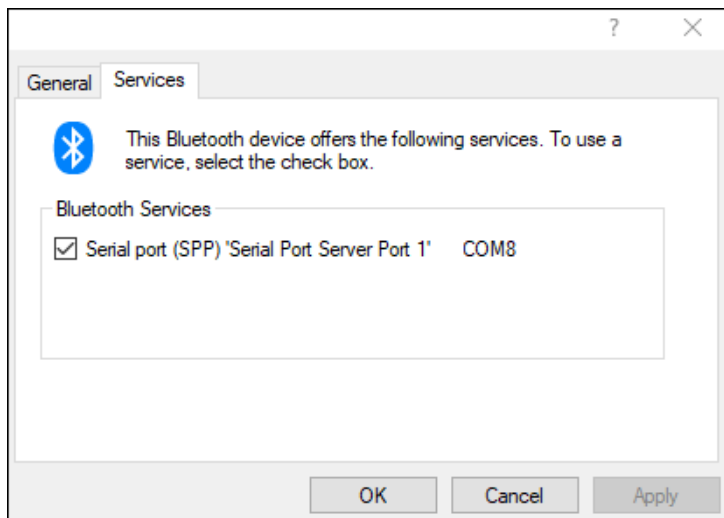 ?
General Services
This Bluetooth device offers the following services. To use a
service, select the check box.
Bluetooth Services
Serial port (SPP) 'Serial Port Server Port 1' COM8
OK Cancel Apply